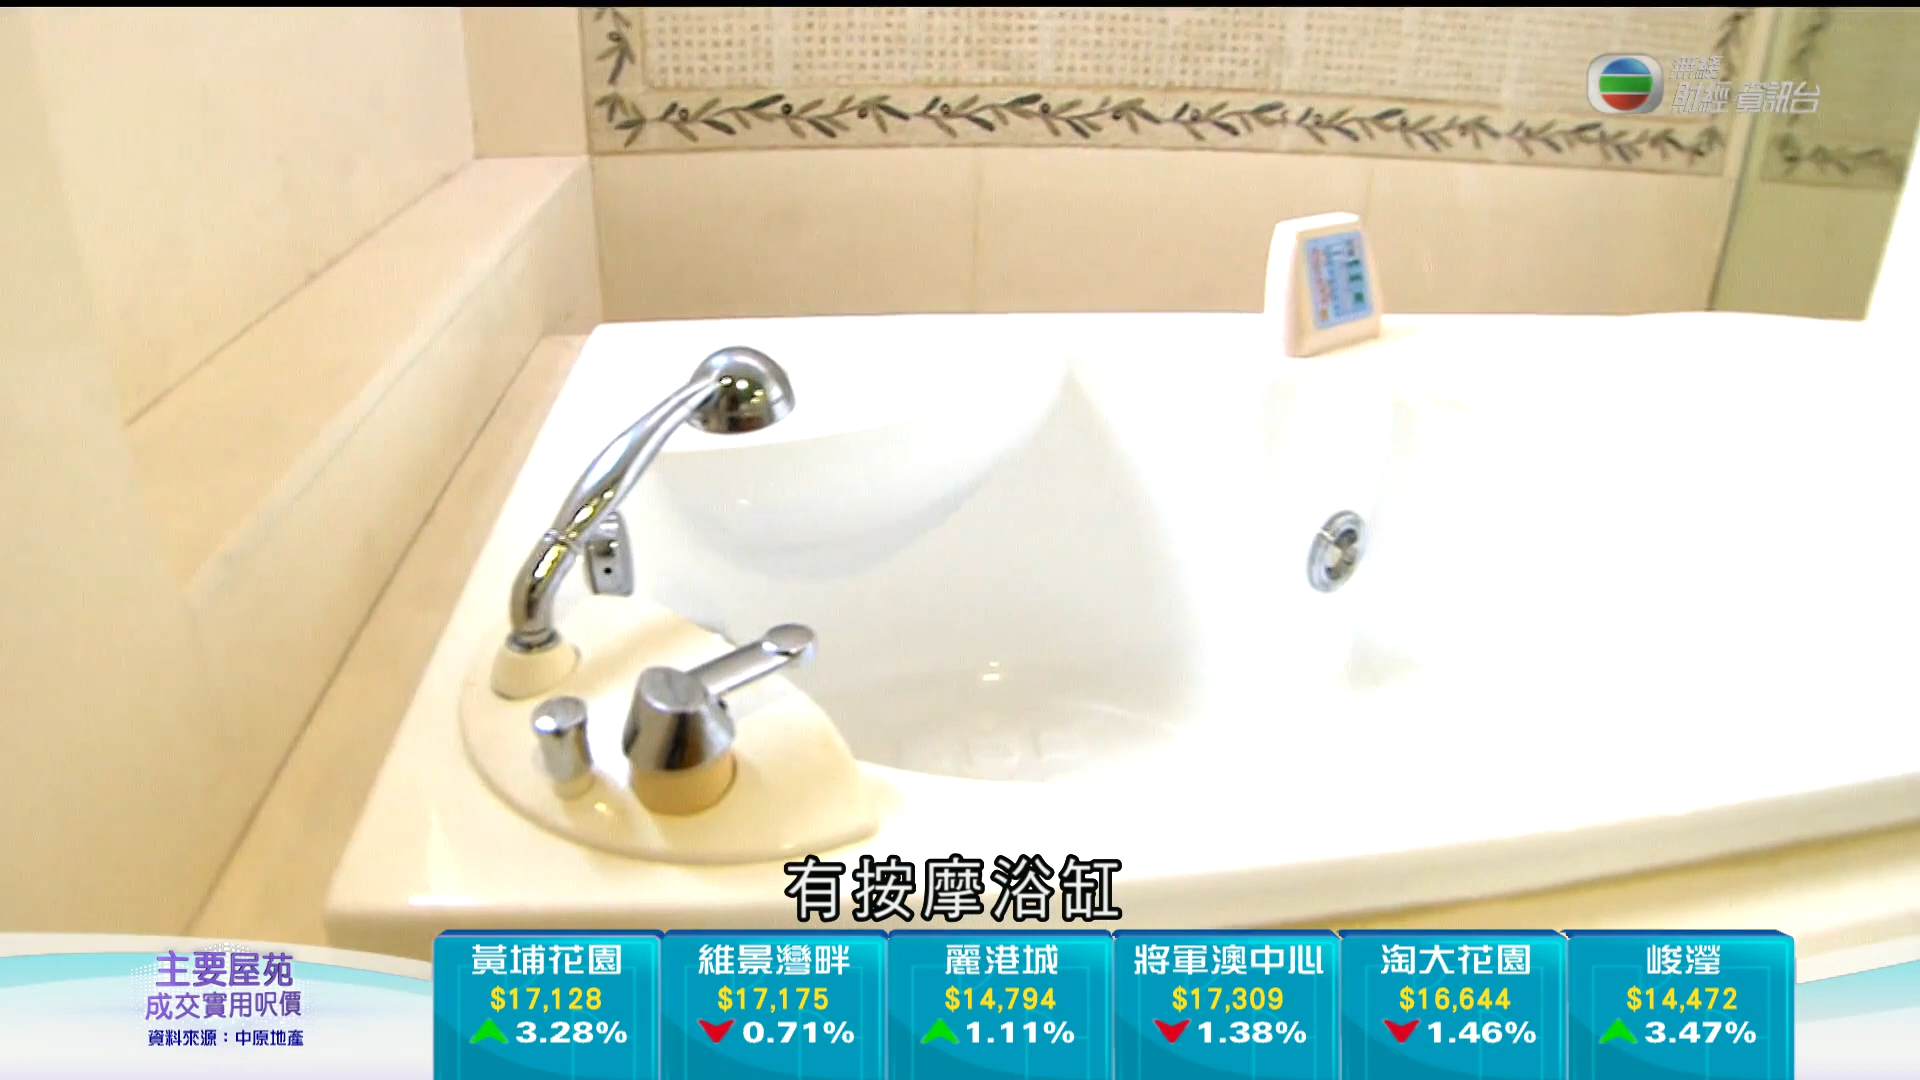 無綫
財經·資訊台
有按摩浴缸
主要屋苑
成交實用呎價
資料來源：中原地產
黃埔花園
$17,128
3.28%
維景灣畔
$17,175
0.71%
麗港城
$14,794
1.11%
將軍澳中心
$17,309
1.38%
淘大花園
$16,644
1.46%
峻瀅
$14,472
3.47%